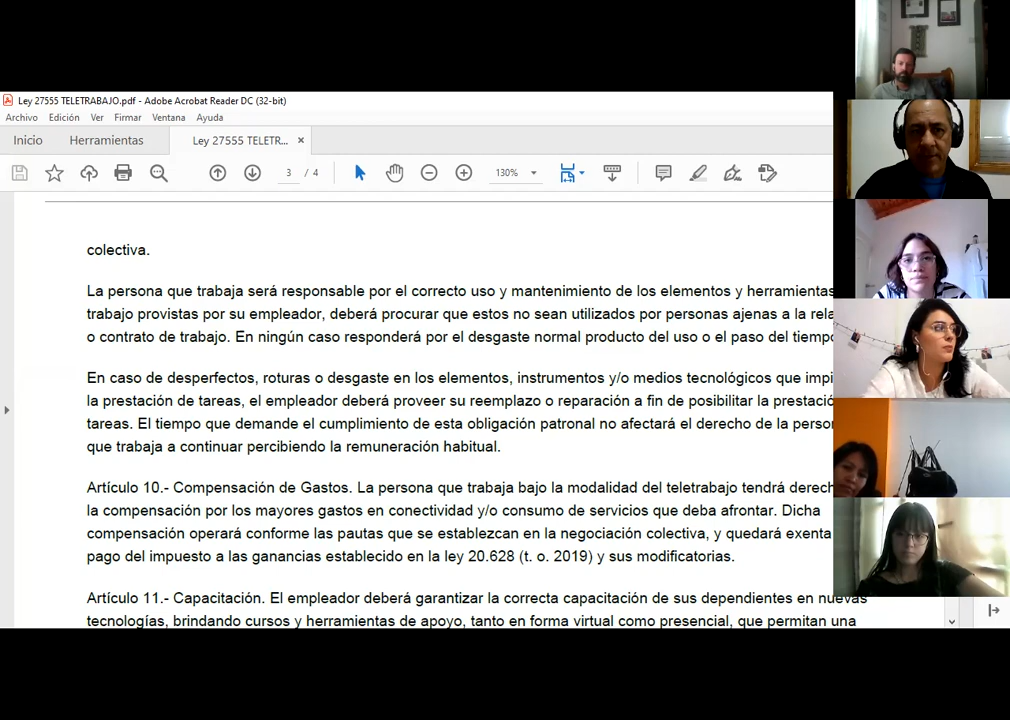 Ley 27555 TELETRABAJO.pdf - Adobe Acrobat Reader DC (32-bit)
Archivo Edición Ver Firmar Ventana Ayuda
Inicio Herramientas Ley 27555 TELETR... ×
3 / 4 130%
colectiva.
La persona que trabaja será responsable por el correcto uso y mantenimiento de los elementos y herramientas
trabajo provistas por su empleador, deberá procurar que estos no sean utilizados por personas ajenas a la rela
o contrato de trabajo. En ningún caso responderá por el desgaste normal producto del uso o el paso del tiempo
En caso de desperfectos, roturas o desgaste en los elementos, instrumentos y/o medios tecnológicos que impi
la prestación de tareas, el empleador deberá proveer su reemplazo o reparación a fin de posibilitar la prestació
tareas. El tiempo que demande el cumplimiento de esta obligación patronal no afectará el derecho de la person
que trabaja a continuar percibiendo la remuneración habitual.
Artículo 10.- Compensación de Gastos. La persona que trabaja bajo la modalidad del teletrabajo tendrá derech
la compensación por los mayores gastos en conectividad y/o consumo de servicios que deba afrontar. Dicha
compensación operará conforme las pautas que se establezcan en la negociación colectiva, y quedará exenta
pago del impuesto a las ganancias establecido en la ley 20.628 (t. o. 2019) y sus modificatorias.
Artículo 11.- Capacitación. El empleador deberá garantizar la correcta capacitación de sus dependientes en nuevas
tecnologías, brindando cursos y herramientas de apoyo, tanto en forma virtual como presencial, que permitan una